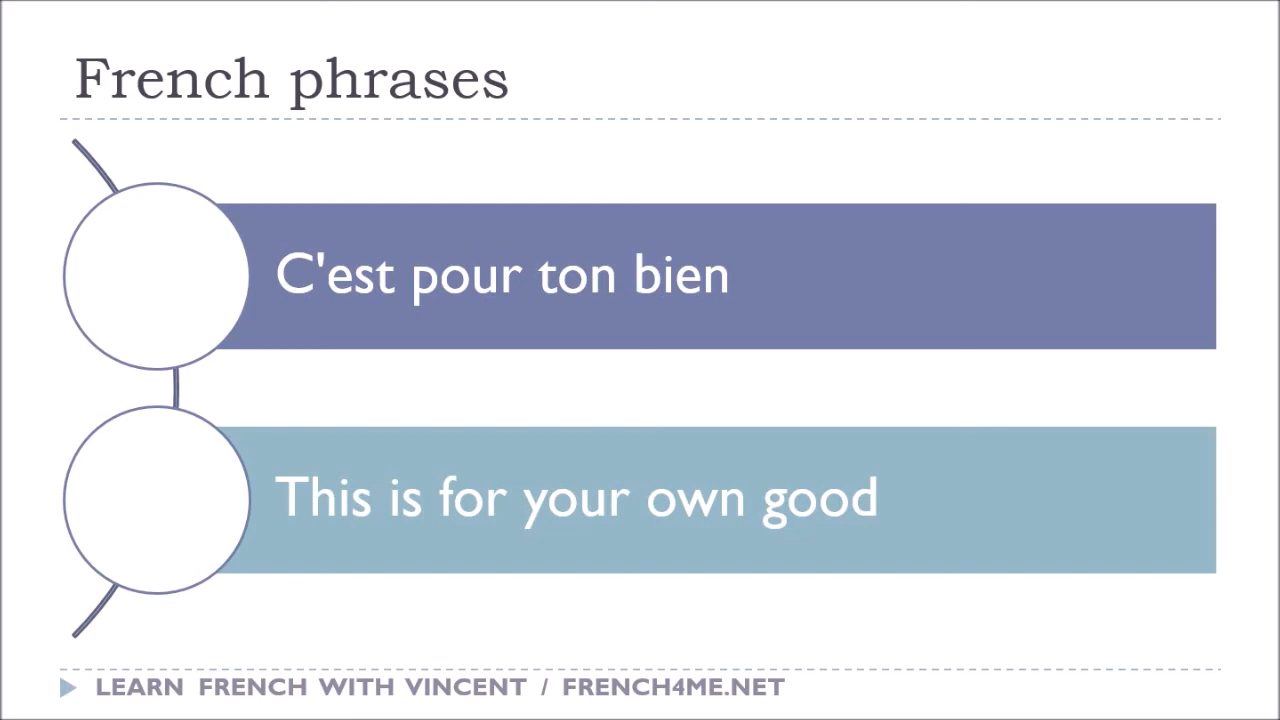 French phrases
C'est pour ton bien
This is for your own good
LEARN FRENCH WITH VINCENT / FRENCH4ME.NET